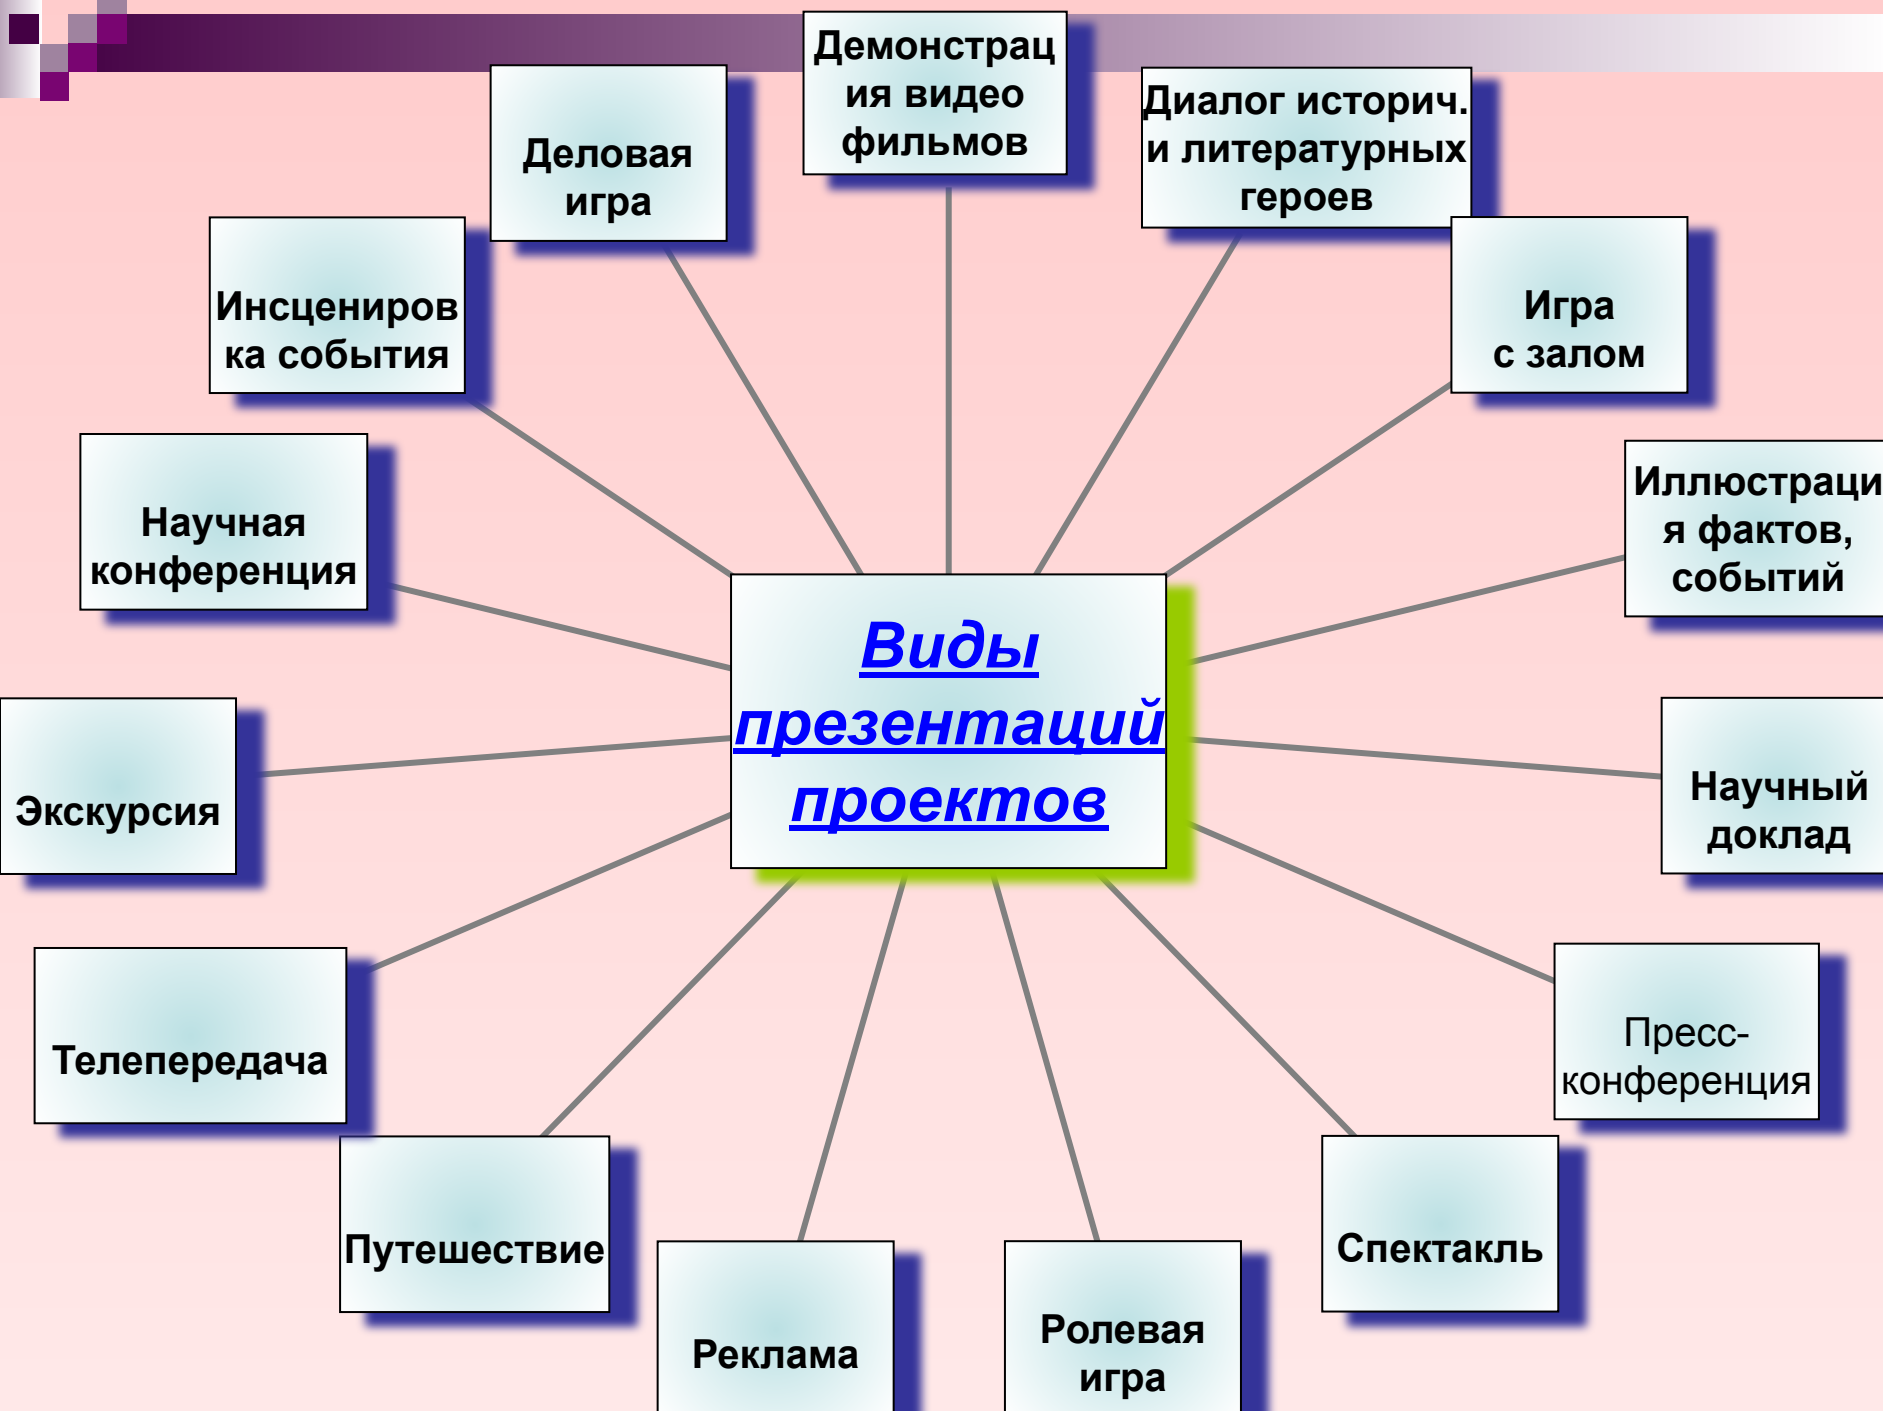 Демонстрац
ия видео
фильмов
Диалог историч.
и литературных
героев
Деловая
игра
Игра
с залом
Инсцениров
ка события
Иллюстраци
я фактов,
событий
Научная
конференция
Виды
презентаций
проектов
Научный
доклад
Экскурсия
Пресс-
конференция
Телепередача
Спектакль
Путешествие
Ролевая
игра
Реклама